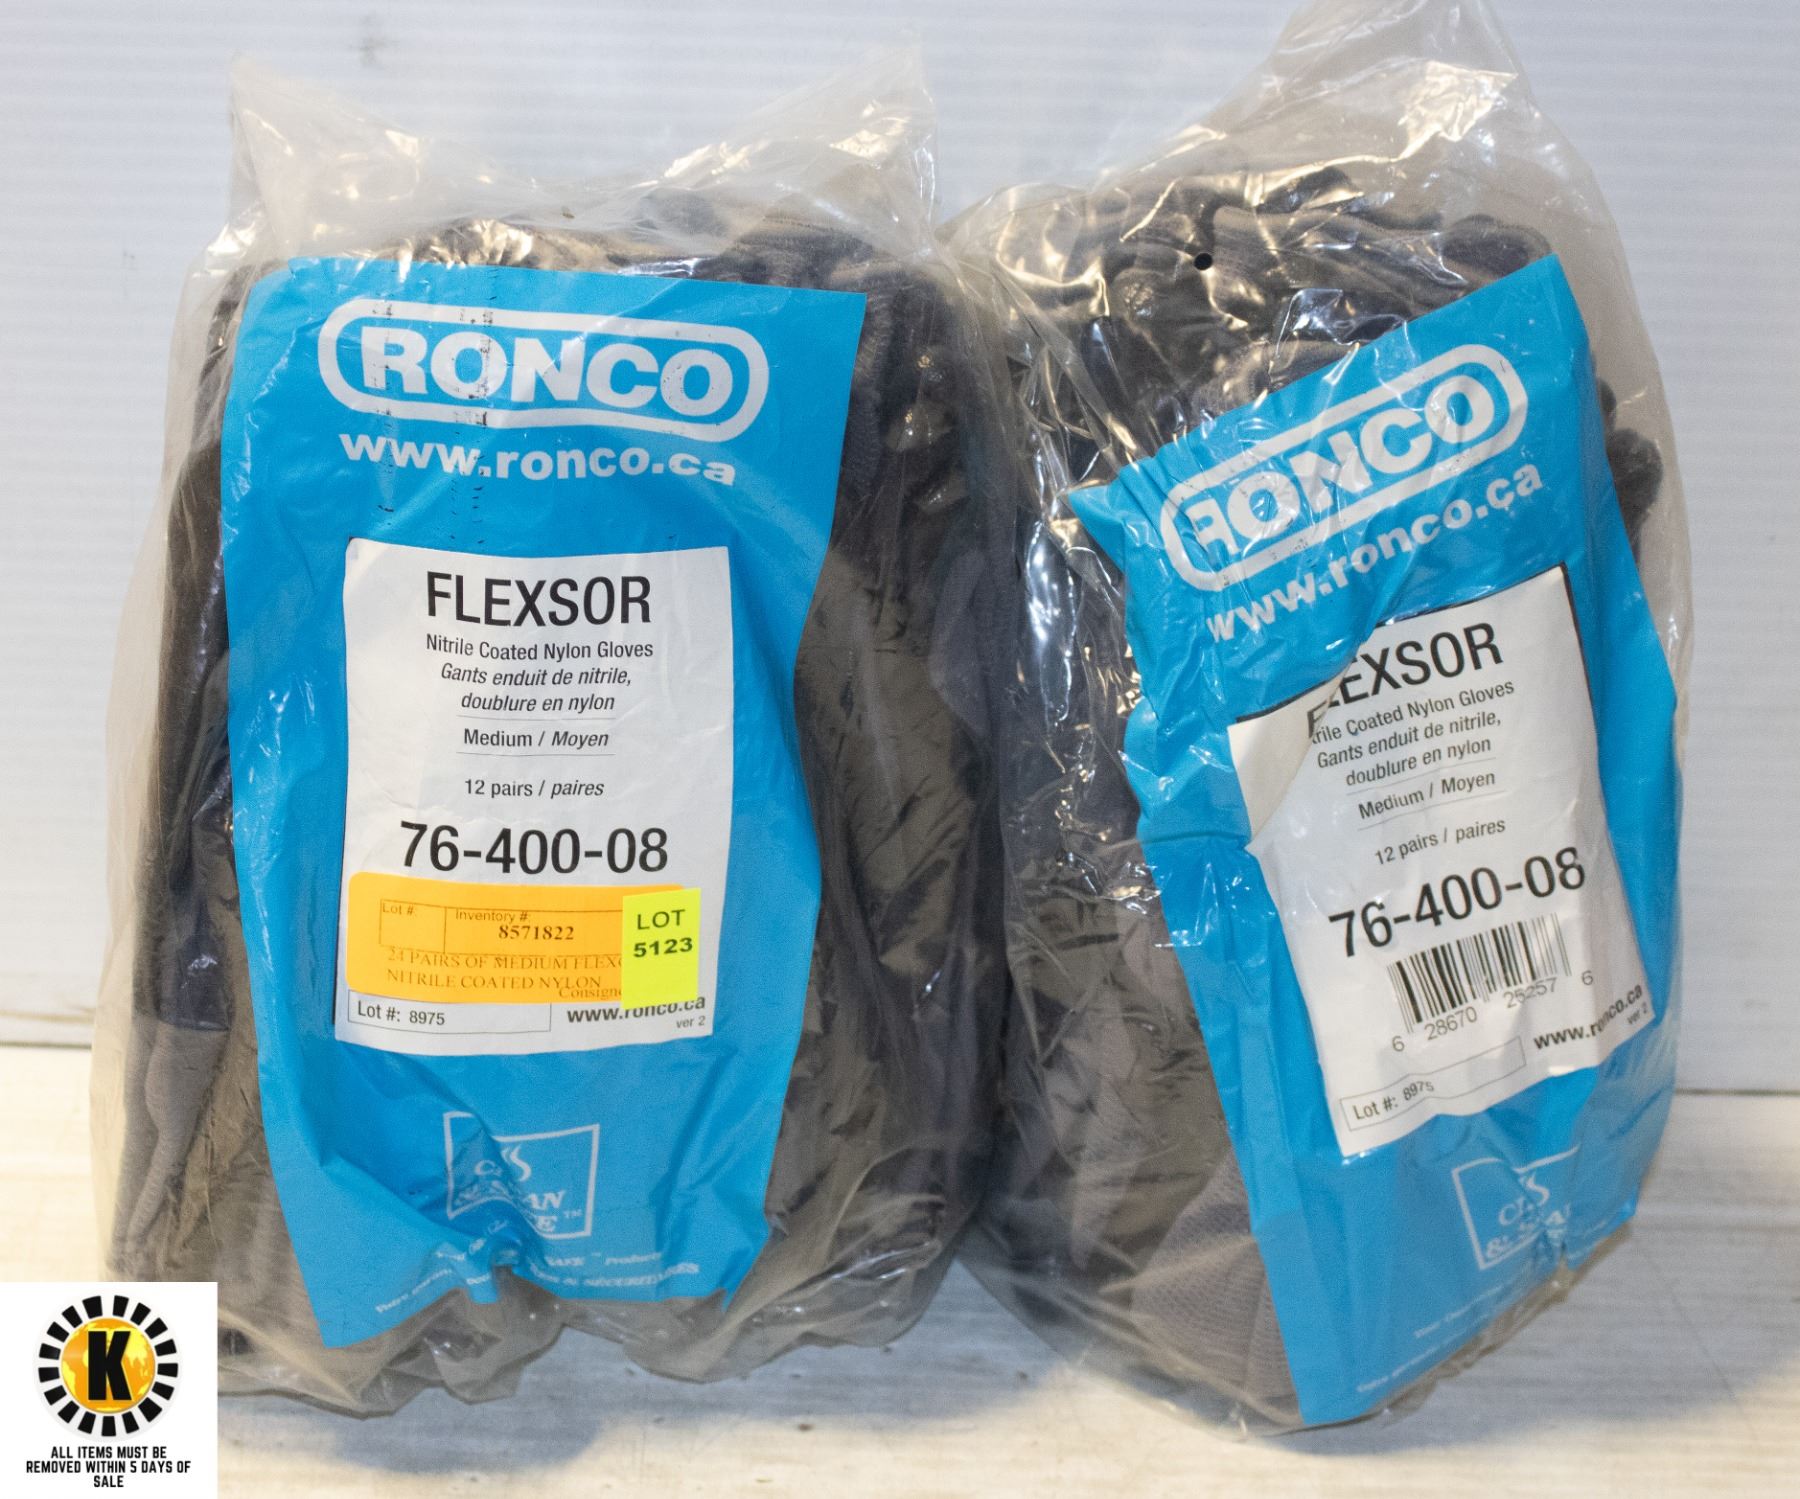 RONCO
www.ronco.ca
FLEXSOR
Nitrile Coated Nylon Gloves
Gants enduit de nitrile,
doublure en nylon
Medium / Moyen
12 pairs / paires
76-400-08
Lot #:
Inventory #:
8571822
24 PAIRS OF MEDIUM
NITRILE COATED NYLON
LOT
5123
Lot #: 8975
www.ronco.ca
ver 2
RONCO
www.ronco.ca
Coated Nylon Gloves
Gants enduit de nitrile,
doublure en nylon
Medium / Moyen
12 pairs / paires
76-400-08
6 28670 25257 6
www.ronco.ca
ver 2
Lot #: 8975
K
ALL ITEMS MUST BE
REMOVED WITHIN 5 DAYS OF
SALE